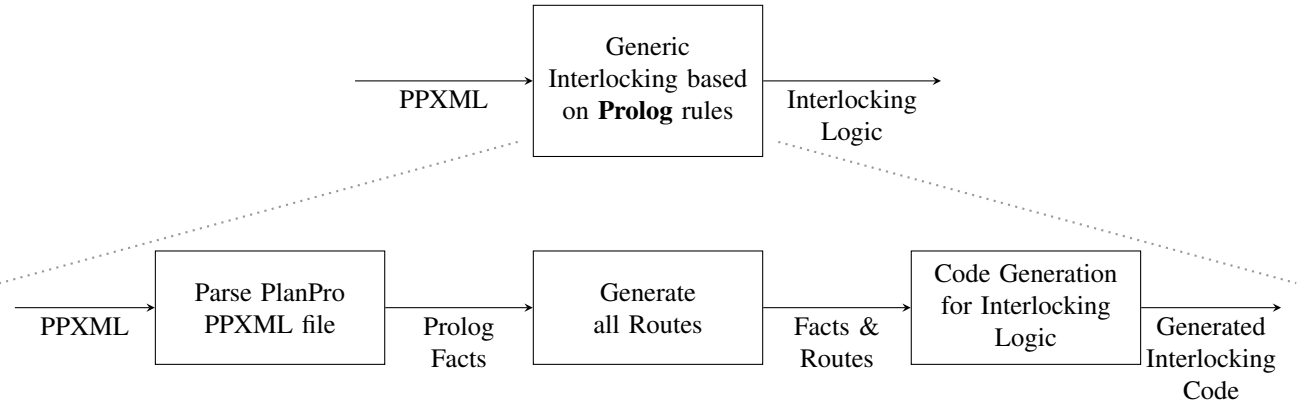 Generic
Interlocking based
on Prolog rules
PPXML
Interlocking
Logic
Parse PlanPro
PPXML file
Generate
all Routes
Code Generation
for Interlocking
Logic
PPXML
Prolog
Facts
Facts &
Routes
Generated
Interlocking
Code